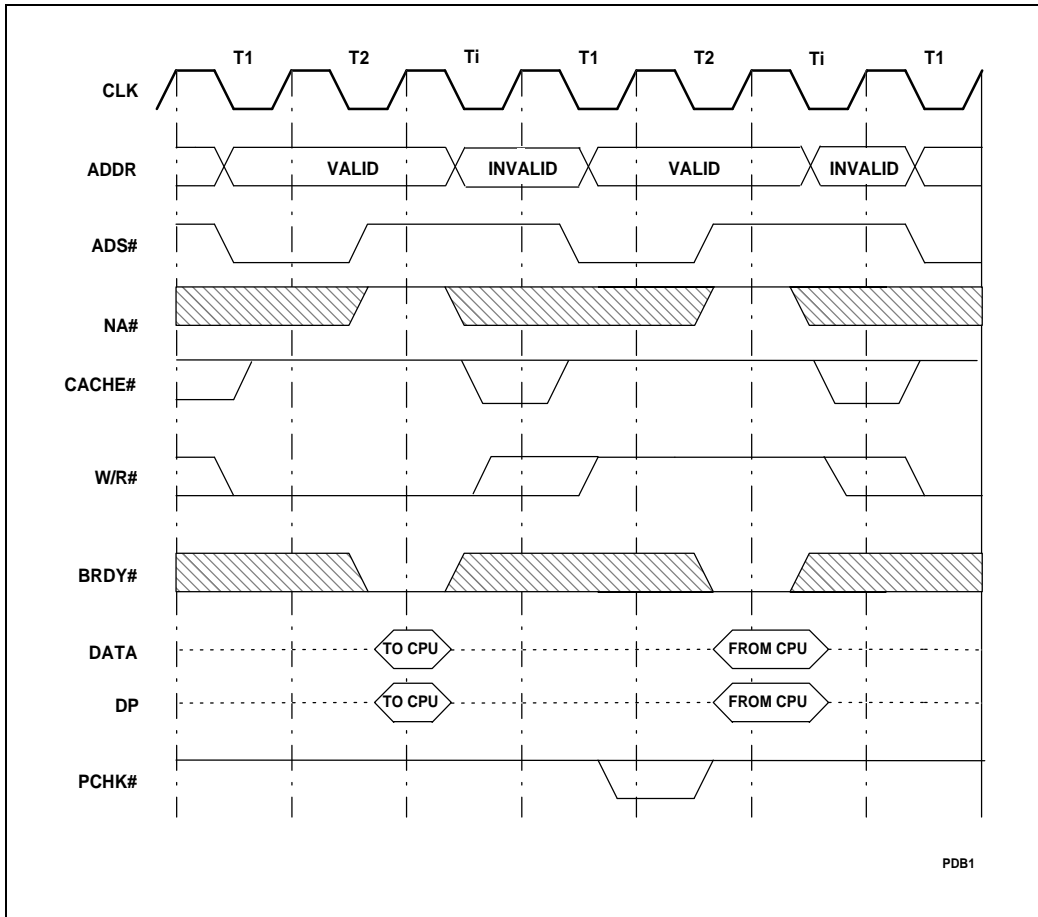 T1 T2 Ti T1 T2 Ti T1
CLK
ADDR VALID INVALID VALID INVALID
ADS#
NA#
CACHE#
W/R#
BRDY#
DATA TO CPU FROM CPU
DP TO CPU FROM CPU
PCHK#
PDB1